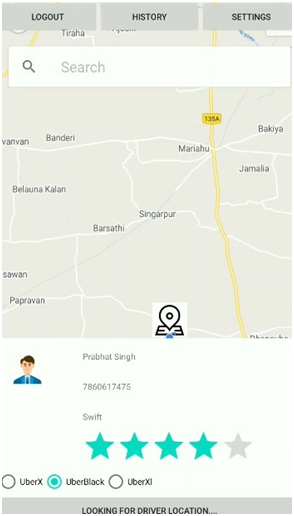 LOGOUT HISTORY SETTINGS
Tiraha
Search
135A
vanvan Banderi Bakiya
Mariahu
Jamalia
Belauna Kalan
Singarpur
Barsathi
sawan
Papravan
Prabhat Singh
7860617475
Swift
UberX UberBlack UberXl
LOOKING FOR DRIVER LOCATION....